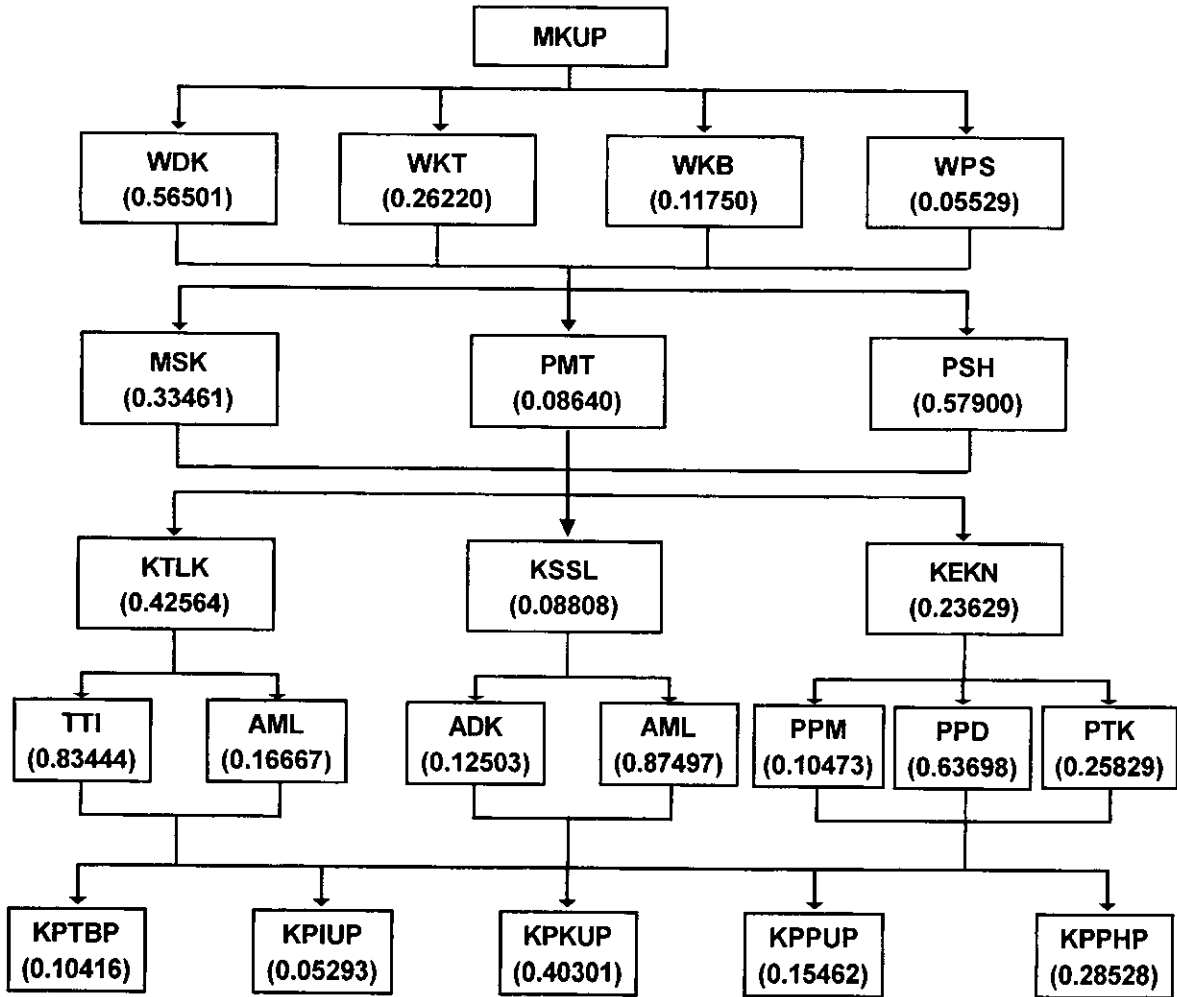 MKUP
WDK
(0.56501)
WKT
(0.26220)
WKB
(0.11750)
WPS
(0.05529)
MSK
(0.33461)
PMT
(0.08640)
PSH
(0.57900)
KTLK
(0.42564)
KSSL
(0.08808)
KEKN
(0.23629)
TTI
(0.83444)
AML
(0.16667)
ADK
(0.12503)
AML
(0.87497)
PPM
(0.10473)
PPD
(0.63698)
PTK
(0.25829)
KPTBP
(0.10416)
KPIUP
(0.05293)
KPKUP
(0.40301)
KPPUP
(0.15462)
KPPHP
(0.28528)